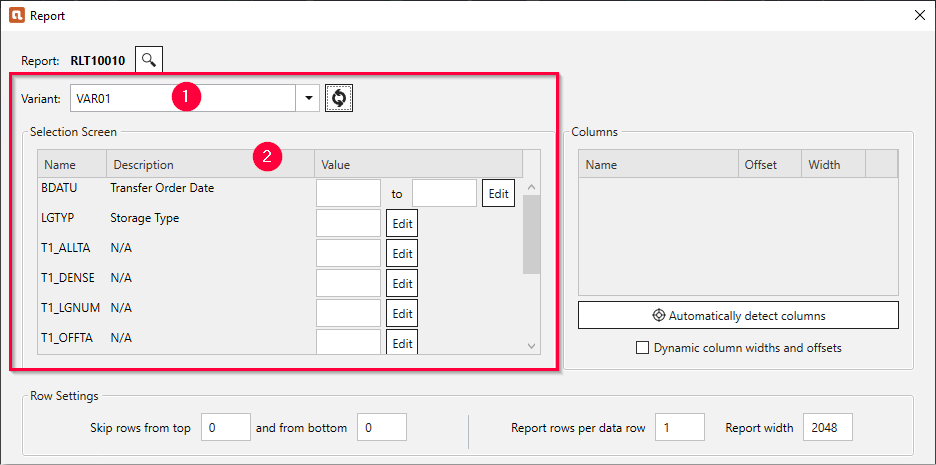 Report
Report: RLT10010
Variant: VAR01 1
Selection Screen
Name Description 2 Value
BDATU Transfer Order Date to Edit
LGTYP Storage Type Edit
T1_ALLTA N/A Edit
T1_DENSE N/A Edit
T1_LGNUM N/A Edit
T1_OFFTA N/A Edit
Columns
Name Offset Width
Automatically detect columns
Dynamic column widths and offsets
Row Settings
Skip rows from top 0 and from bottom 0 Report rows per data row 1 Report width 2048